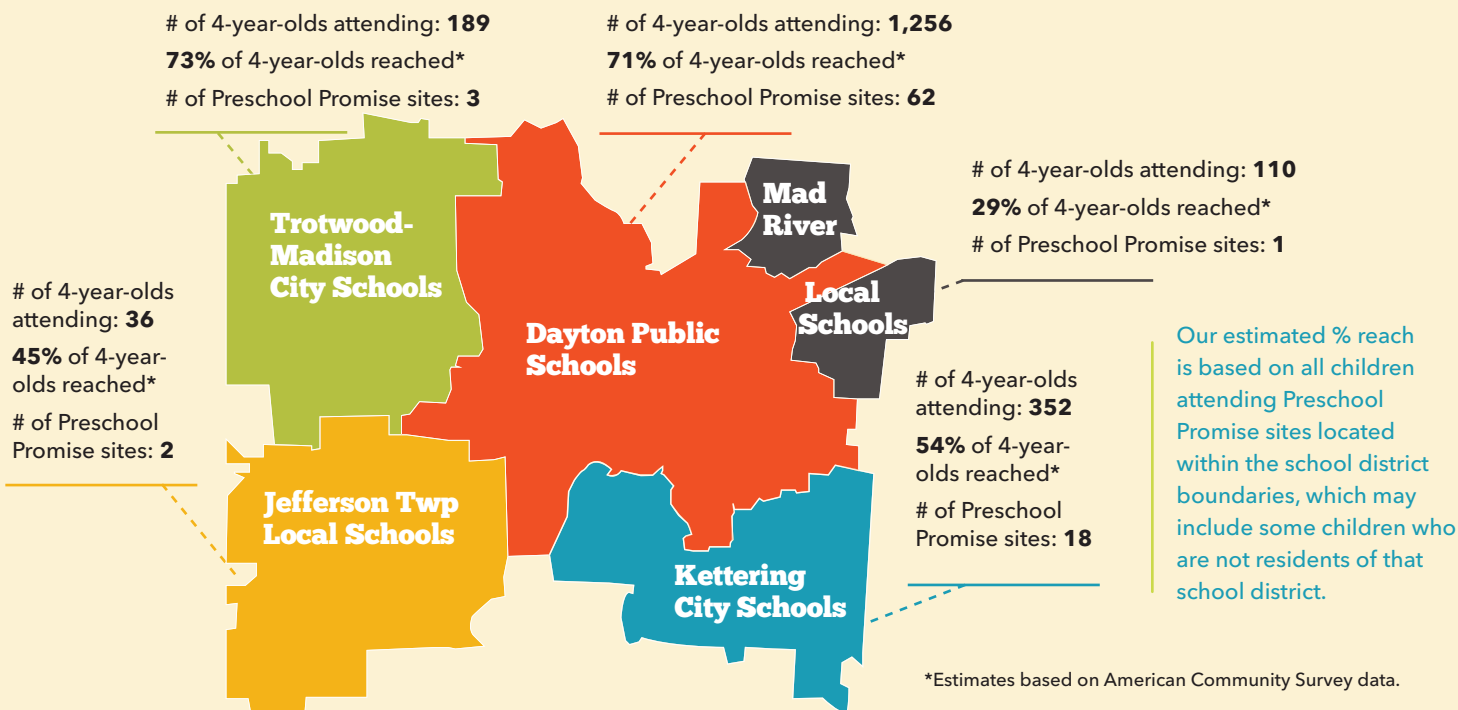 # of 4-year-olds attending: 189
73% of 4-year-olds reached*
# of Preschool Promise sites: 3
# of 4-year-olds attending: 1,256
71% of 4-year-olds reached*
# of Preschool Promise sites: 62
# of 4-year-olds attending: 110
29% of 4-year-olds reached*
# of Preschool Promise sites: 1
Trotwood-
Madison
City Schools
Mad
River
Local
Schools
Dayton Public
Schools
# of 4-year-olds
attending: 36
45% of 4-year-
olds reached*
# of Preschool
Promise sites: 2
Jefferson Twp
Local Schools
Kettering
City Schools
# of 4-year-olds
attending: 352
54% of 4-year-
olds reached*
# of Preschool
Promise sites: 18
Our estimated % reach
is based on all children
attending Preschool
Promise sites located
within the school district
boundaries, which may
include some children who
are not residents of that
school district.
*Estimates based on American Community Survey data.